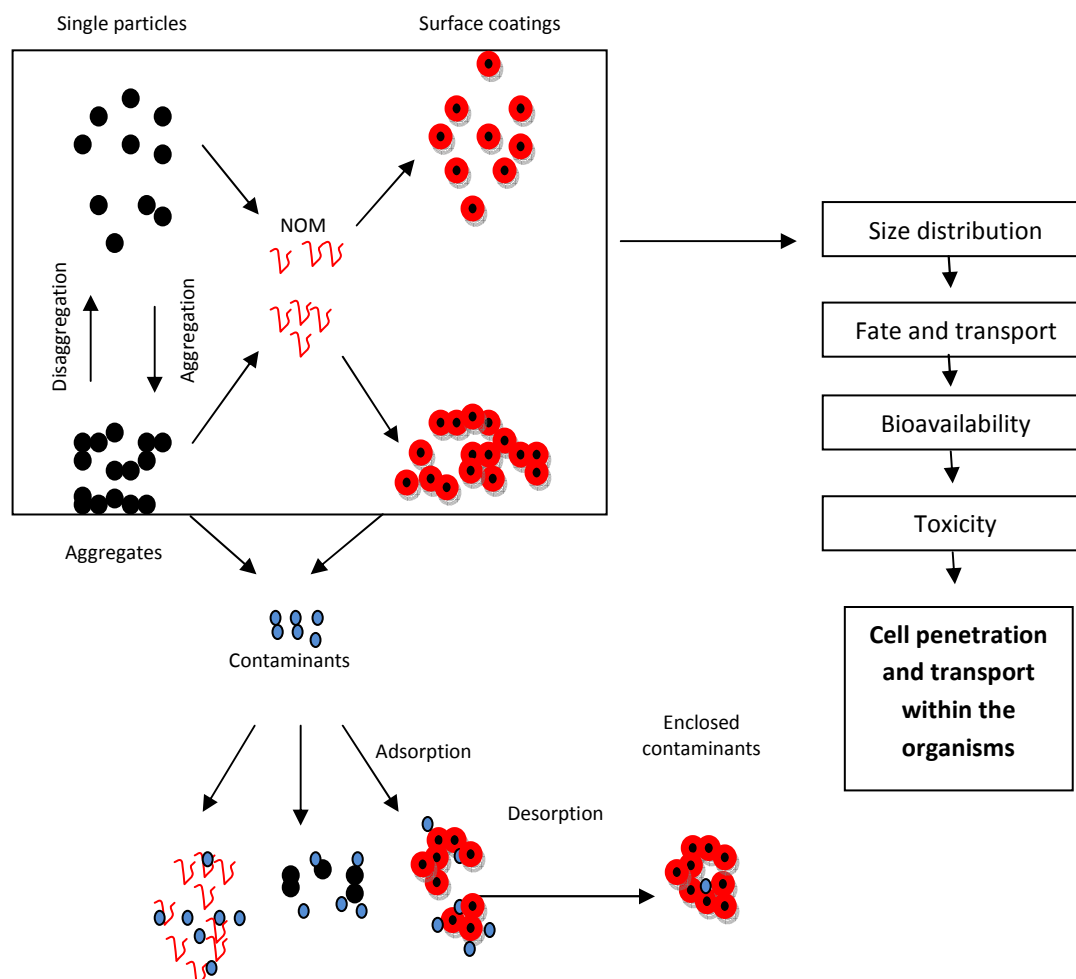 Single particles
Surface coatings
NOM
Disaggregation
Aggregation
Size distribution
Fate and transport
Bioavailability
Toxicity
Cell penetration
and transport
within the
organisms
Aggregates
Contaminants
Adsorption
Enclosed
contaminants
Desorption